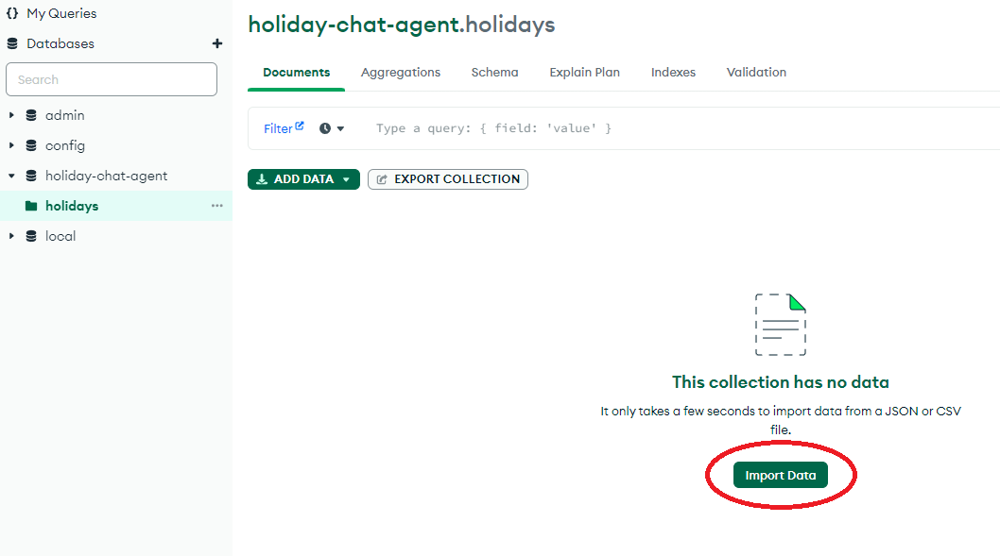 {} My Queries
Databases
Search
admin
config
holiday-chat-agent
holidays
local
holiday-chat-agent.holidays
Documents Aggregations Schema Explain Plan Indexes Validation
Filter Type a query: { field: 'value' }
ADD DATA EXPORT COLLECTION
This collection has no data
It only takes a few seconds to import data from a JSON or CSV
file.
Import Data